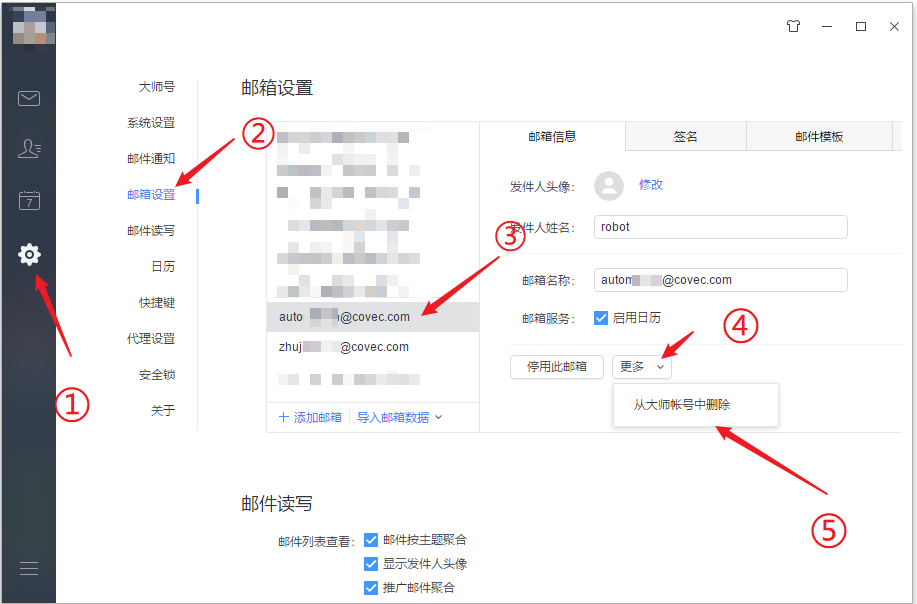 7
①
大师号
系统设置
邮件通知
邮箱设置
邮件读写
日历
快捷键
代理设置
安全锁
关于
②
邮箱设置
auto @covec.com
zhuj @covec.com
③
添加邮箱
导入邮箱数据
邮箱信息
签名
邮件模板
发件人头像:
修改
发件人姓名:
robot
邮箱名称:
autom @covec.com
邮箱服务:
启用日历
④
停用此邮箱
更多
从大师帐号中删除
⑤
邮件读写
邮件列表查看:
邮件按主题聚合
显示发件人头像
推广邮件聚合